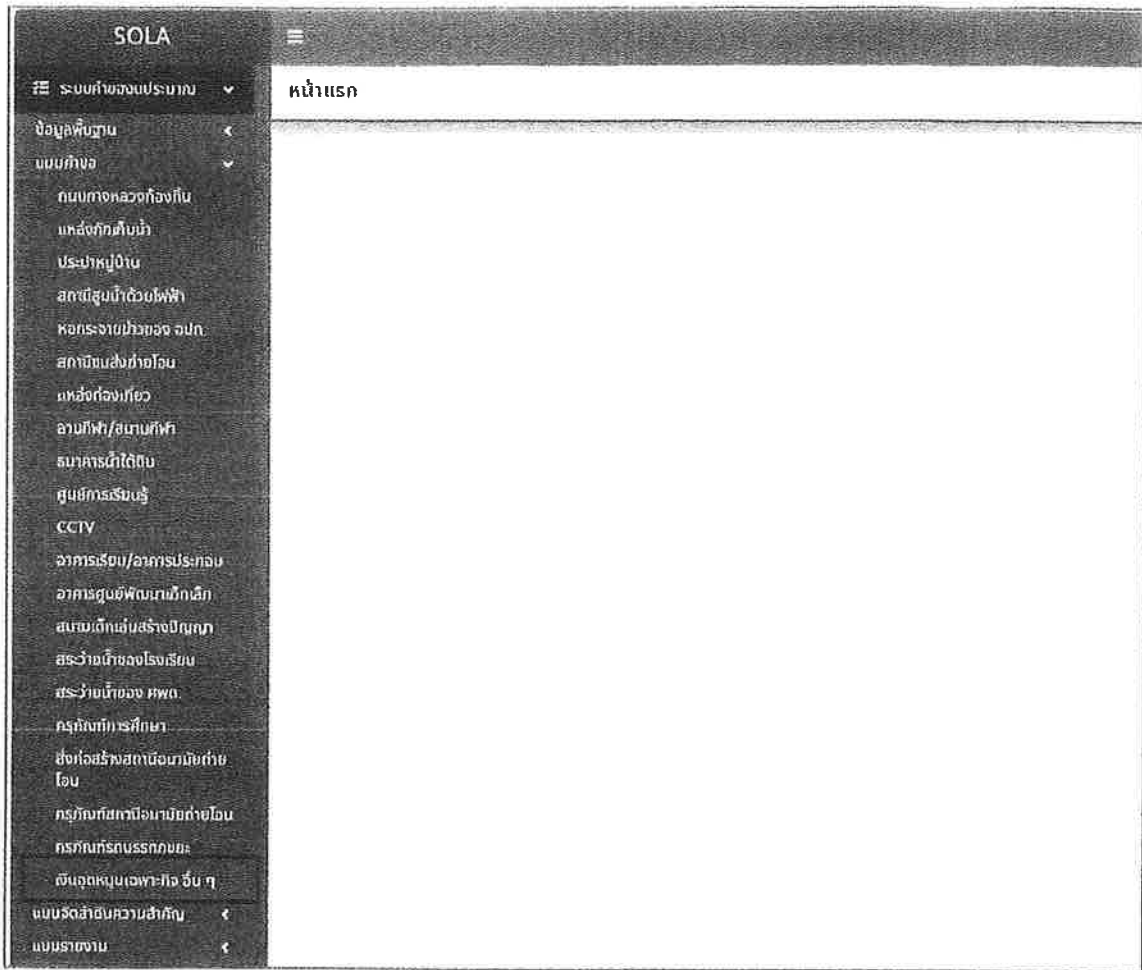 SOLA
ระบบคำของบประมาณ
หน้าแรก
ข้อมูลพื้นฐาน
แบบคำขอ
ถนนทางหลวงท้องถิ่น
แหล่งกักเก็บน้ำ
ประปาหมู่บ้าน
สถานีสูบน้ำด้วยไฟฟ้า
หอกระจายข่าวของ อปท.
สถานีขนส่งถ่ายโอน
แหล่งท่องเที่ยว
ลานกีฬา/สนามกีฬา
ธนาคารน้ำใต้ดิน
ศูนย์การเรียนรู้
CCTV
อาคารเรียน/อาคารประกอบ
อาคารศูนย์พัฒนาเด็กเล็ก
สนามเด็กเล่นสร้างปัญญา
สระว่ายน้ำของโรงเรียน
สระว่ายน้ำของ ศพด.
ครุภัณฑ์การศึกษา
สิ่งก่อสร้างสถานีอนามัยถ่าย
โอน
ครุภัณฑ์สถานีอนามัยถ่ายโอน
ครุภัณฑ์รถบรรทุกขยะ
เงินอุดหนุนเฉพาะกิจ อื่น ๆ
แบบจัดลำดับความสำคัญ
แบบรายงาน